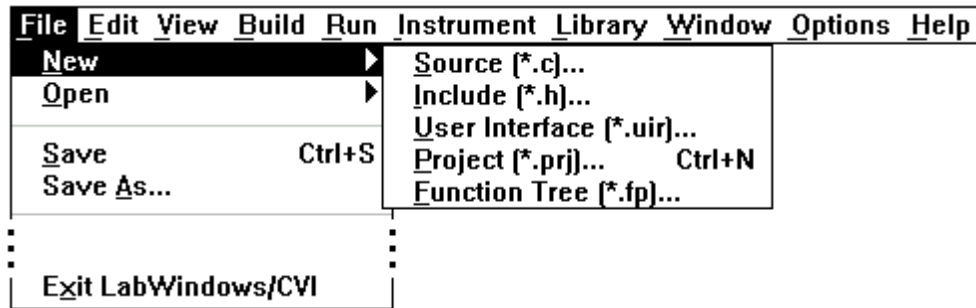 File Edit View Build Run Instrument Library Window Options Help
New
Open
Save Ctrl+S
Save As...
Exit LabWindows/CVI
Source (*.c)...
Include (*.h)...
User Interface (*.uir)...
Project (*.prj)... Ctrl+N
Function Tree (*.fp)...